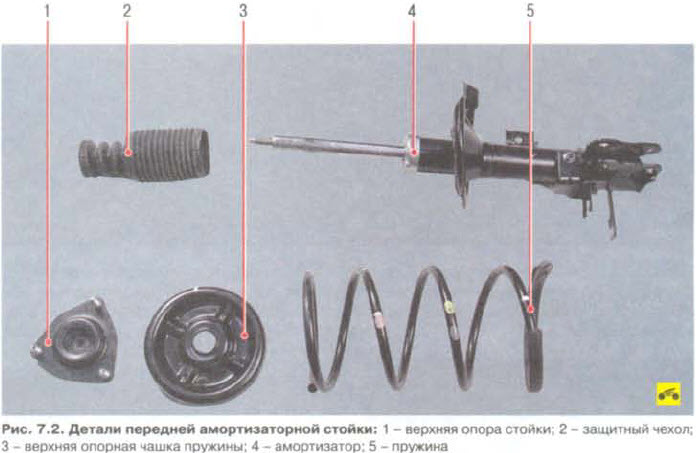 1 2 3 4 5
Рис. 7.2. Детали передней амортизаторной стойки: 1 – верхняя опора стойки; 2 – защитный чехол;
3 – верхняя опорная чашка пружины; 4 – амортизатор; 5 – пружина